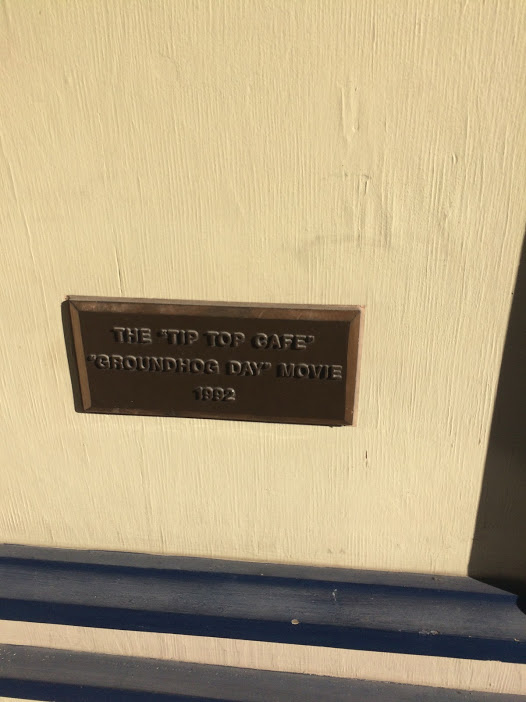 THE "TIP TOP CAFE"
"GROUNDHOG DAY" MOVIE
1992